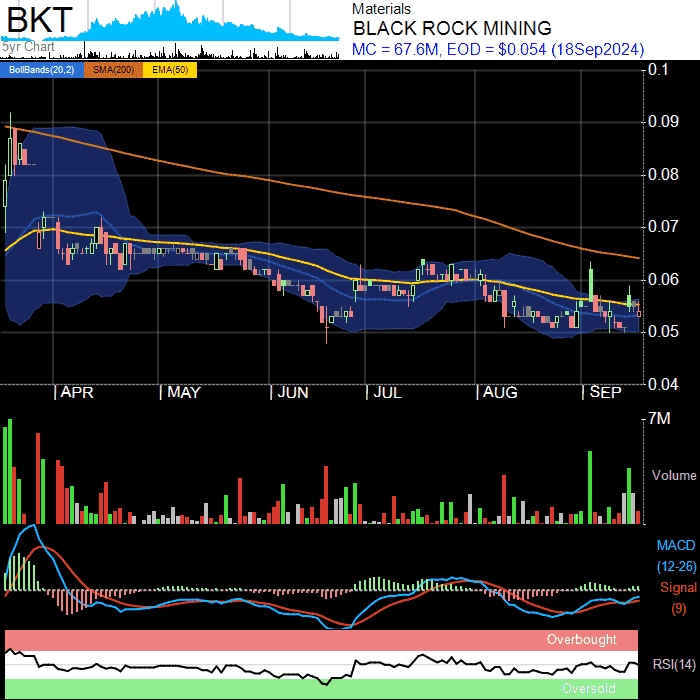 BKT
5yr Chart
Materials
BLACK ROCK MINING
MC = 67.6M, EOD = $0.054 (18Sep2024)
BollBands(20,2) SMA(200) EMA(50)
0.1
0.09
0.08
0.07
0.06
0.05
0.04
APR MAY JUN JUL AUG SEP
7M
Volume
MACD
(12-26)
Signal
(9)
Overbought
RSI(14)
Oversold